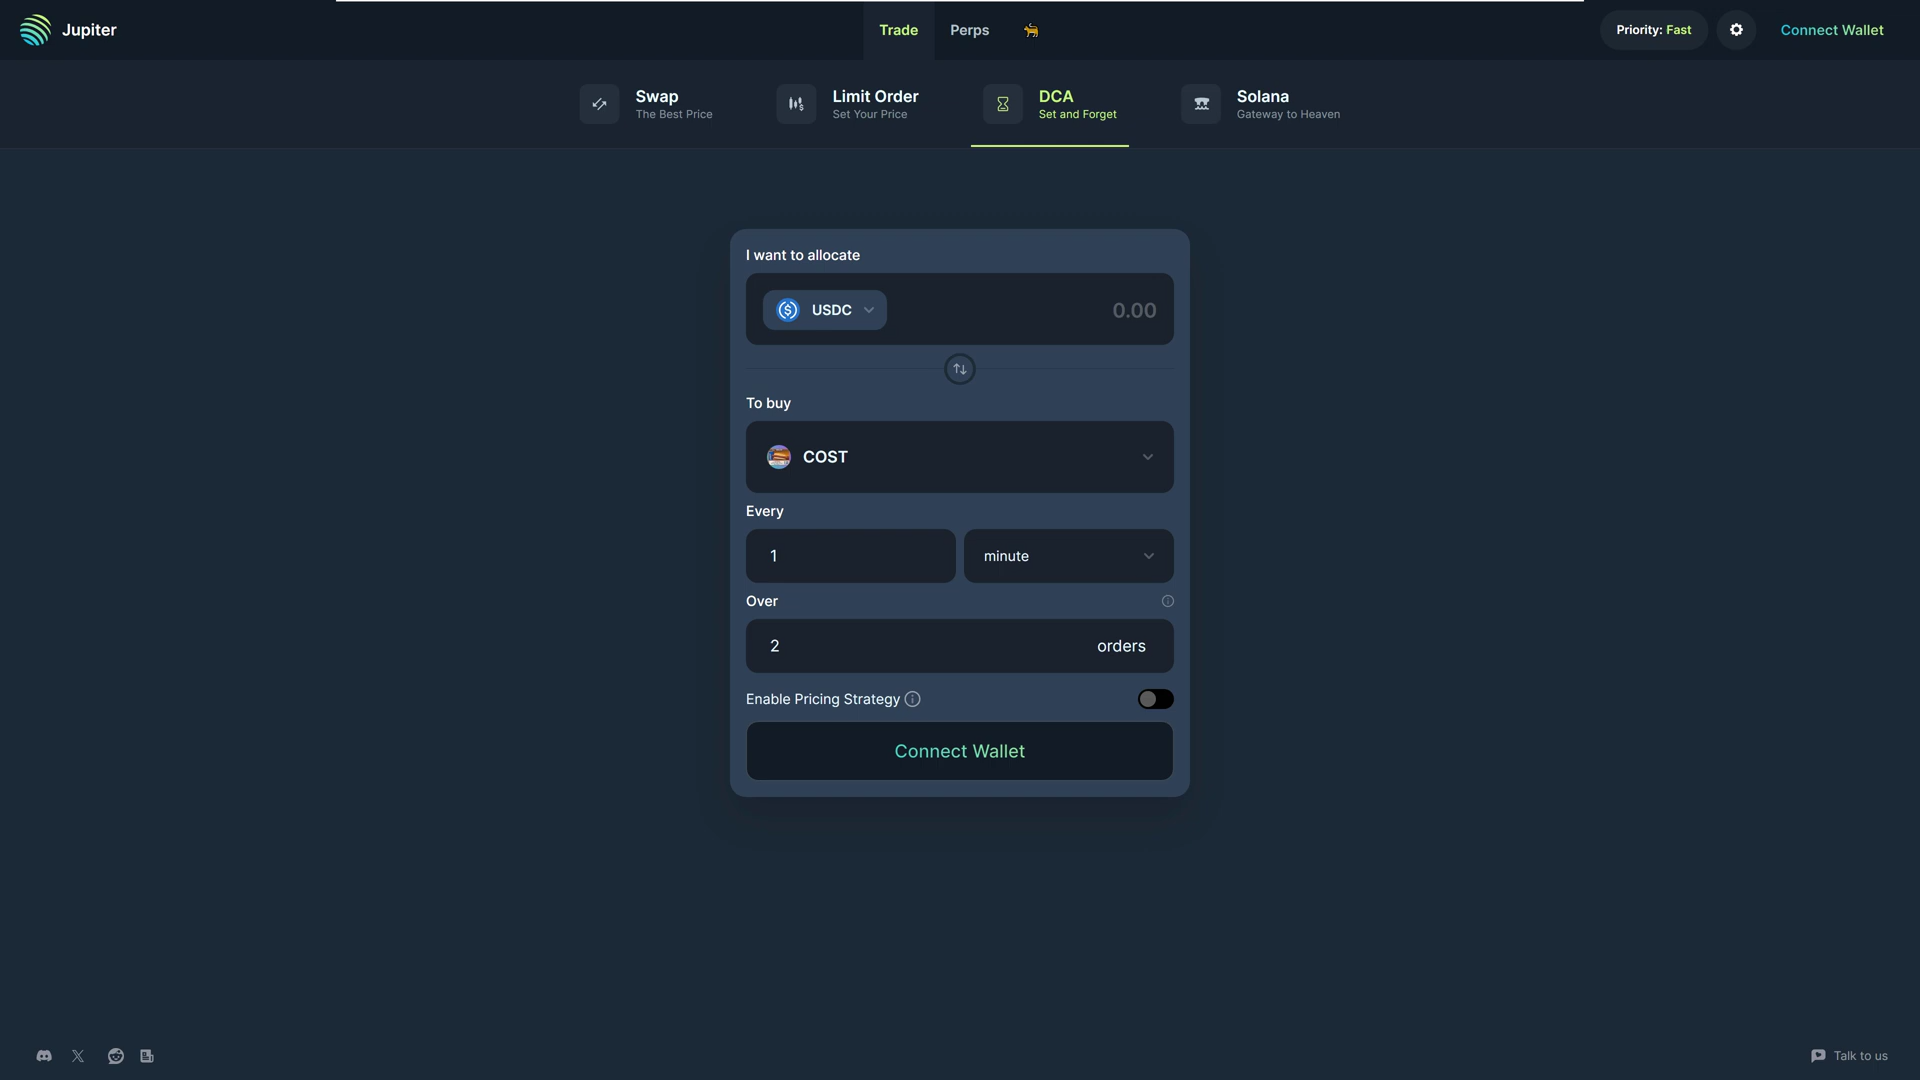 Jupiter
Trade
Perps
Priority: Fast
Connect Wallet
Swap
The Best Price
Limit Order
Set Your Price
DCA
Set and Forget
Solana
Gateway to Heaven
I want to allocate
USDC
0.00
To buy
COST
Every
1
minute
Over
2
orders
Enable Pricing Strategy
Connect Wallet
Talk to us